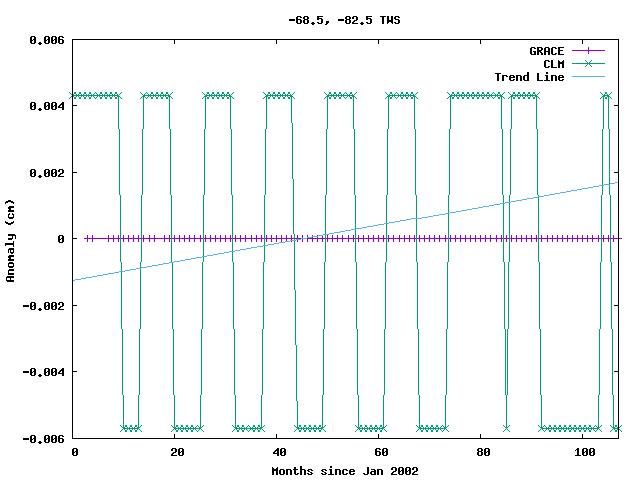 -68.5, -82.5 TWS
0.006
0.004
0.002
0
-0.002
-0.004
-0.006
Anomaly (cm)
GRACE
CLM
Trend Line
0 20 40 60 80 100
Months since Jan 2002